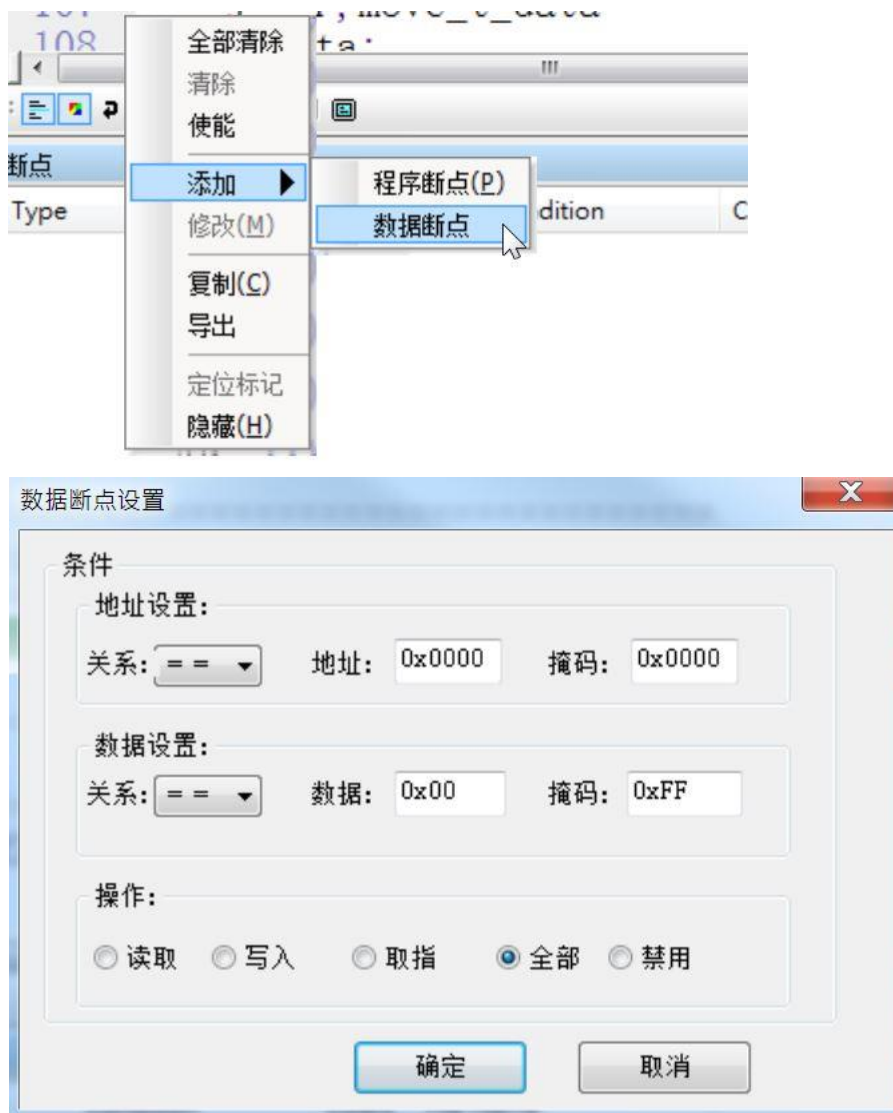 108
全部清除
清除
使能
断点
添加 程序断点(P)
Type 修改(M) 数据断点 dition C
复制(C)
导出
定位标记
隐藏(H)
数据断点设置
条件
地址设置:
关系: == 地址: 0x0000 掩码: 0x0000
数据设置:
关系: == 数据: 0x00 掩码: 0xFF
操作:
读取 写入 取指 全部 禁用
确定 取消